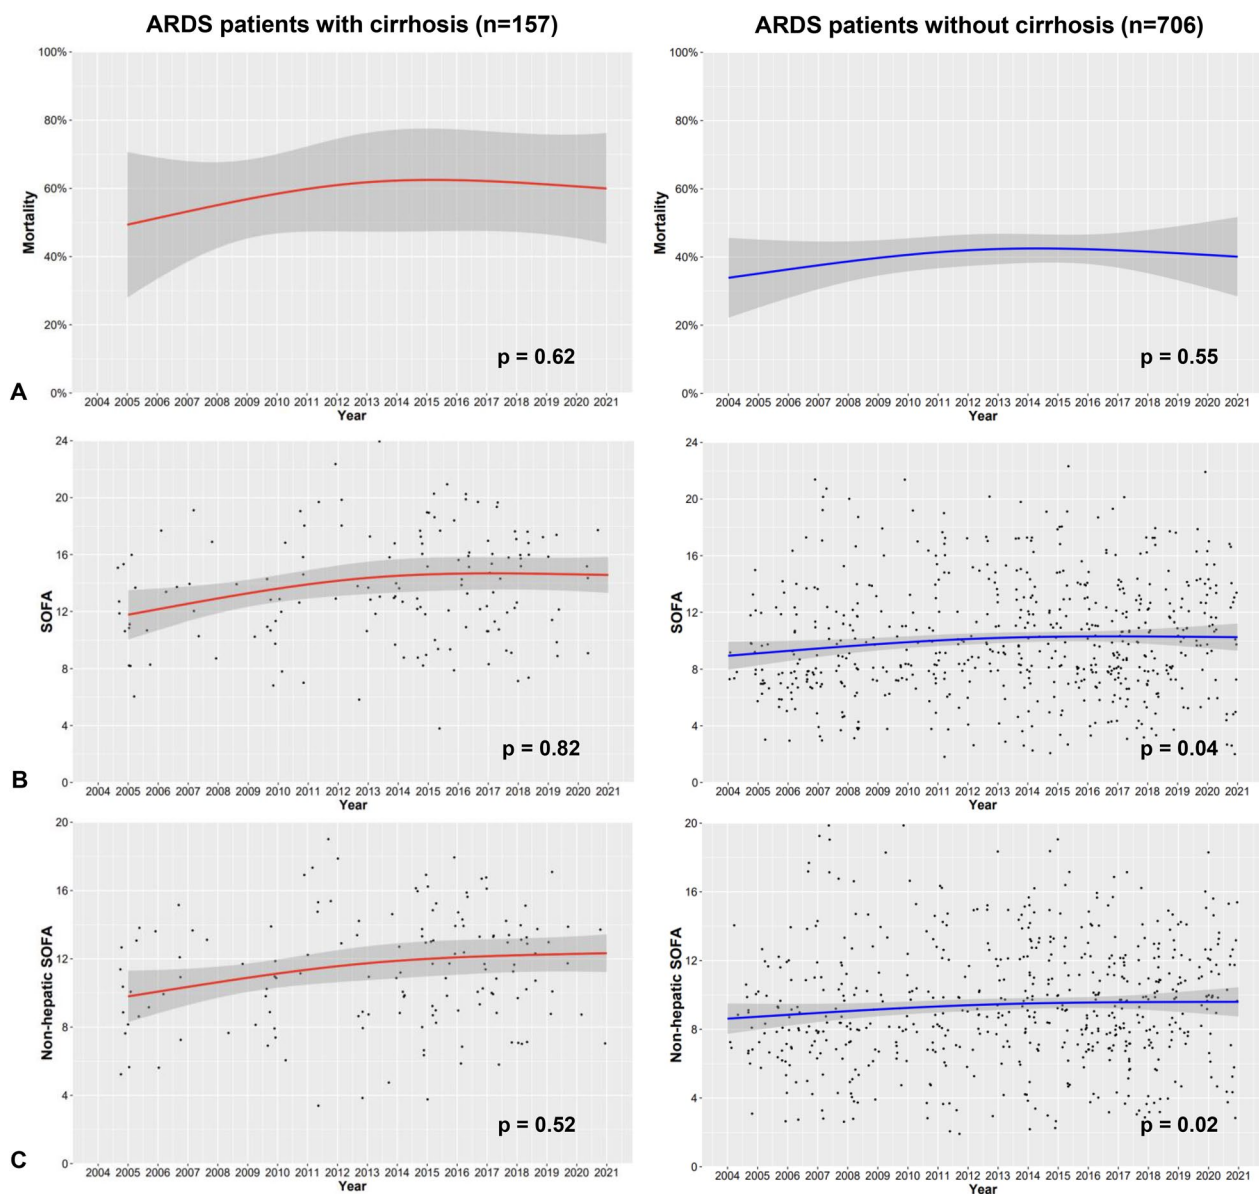 ARDS patients with cirrhosis (n=157)
ARDS patients without cirrhosis (n=706)
100%
80%
60%
40%
20%
0%
Mortality
p = 0.62
A
2004 2005 2006 2007 2008 2009 2010 2011 2012 2013 2014 2015 2016 2017 2018 2019 2020 2021
Year
100%
80%
60%
40%
20%
0%
Mortality
p = 0.55
2004 2005 2006 2007 2008 2009 2010 2011 2012 2013 2014 2015 2016 2017 2018 2019 2020 2021
Year
24
20
16
12
8
4
0
SOFA
p = 0.82
B
2004 2005 2006 2007 2008 2009 2010 2011 2012 2013 2014 2015 2016 2017 2018 2019 2020 2021
Year
24
20
16
12
8
4
0
SOFA
p = 0.04
2004 2005 2006 2007 2008 2009 2010 2011 2012 2013 2014 2015 2016 2017 2018 2019 2020 2021
Year
20
16
12
8
4
0
Non-hepatic SOFA
p = 0.52
C
2004 2005 2006 2007 2008 2009 2010 2011 2012 2013 2014 2015 2016 2017 2018 2019 2020 2021
Year
20
16
12
8
4
0
Non-hepatic SOFA
p = 0.02
2004 2005 2006 2007 2008 2009 2010 2011 2012 2013 2014 2015 2016 2017 2018 2019 2020 2021
Year